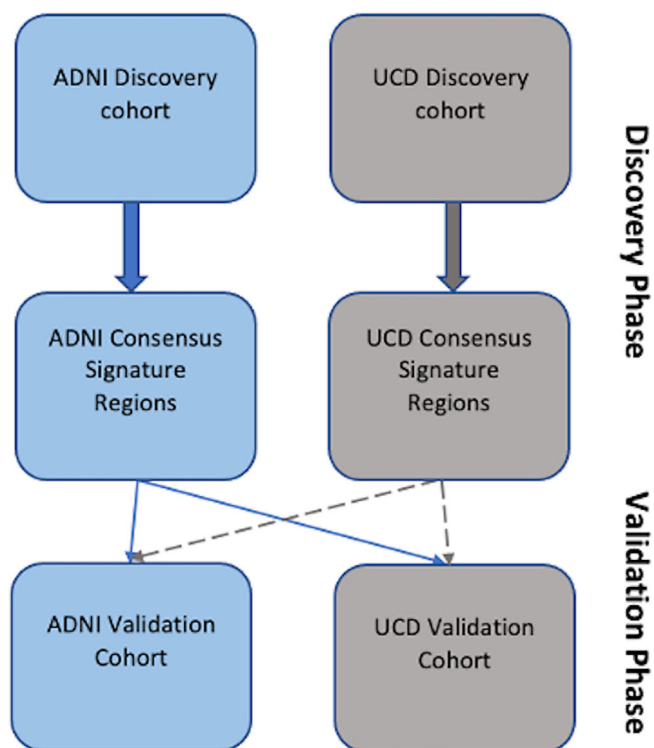 ADNI Discovery
cohort
UCD Discovery
cohort
Discovery Phase
ADNI Consensus
Signature
Regions
UCD Consensus
Signature
Regions
ADNI Validation
Cohort
UCD Validation
Cohort
Validation Phase